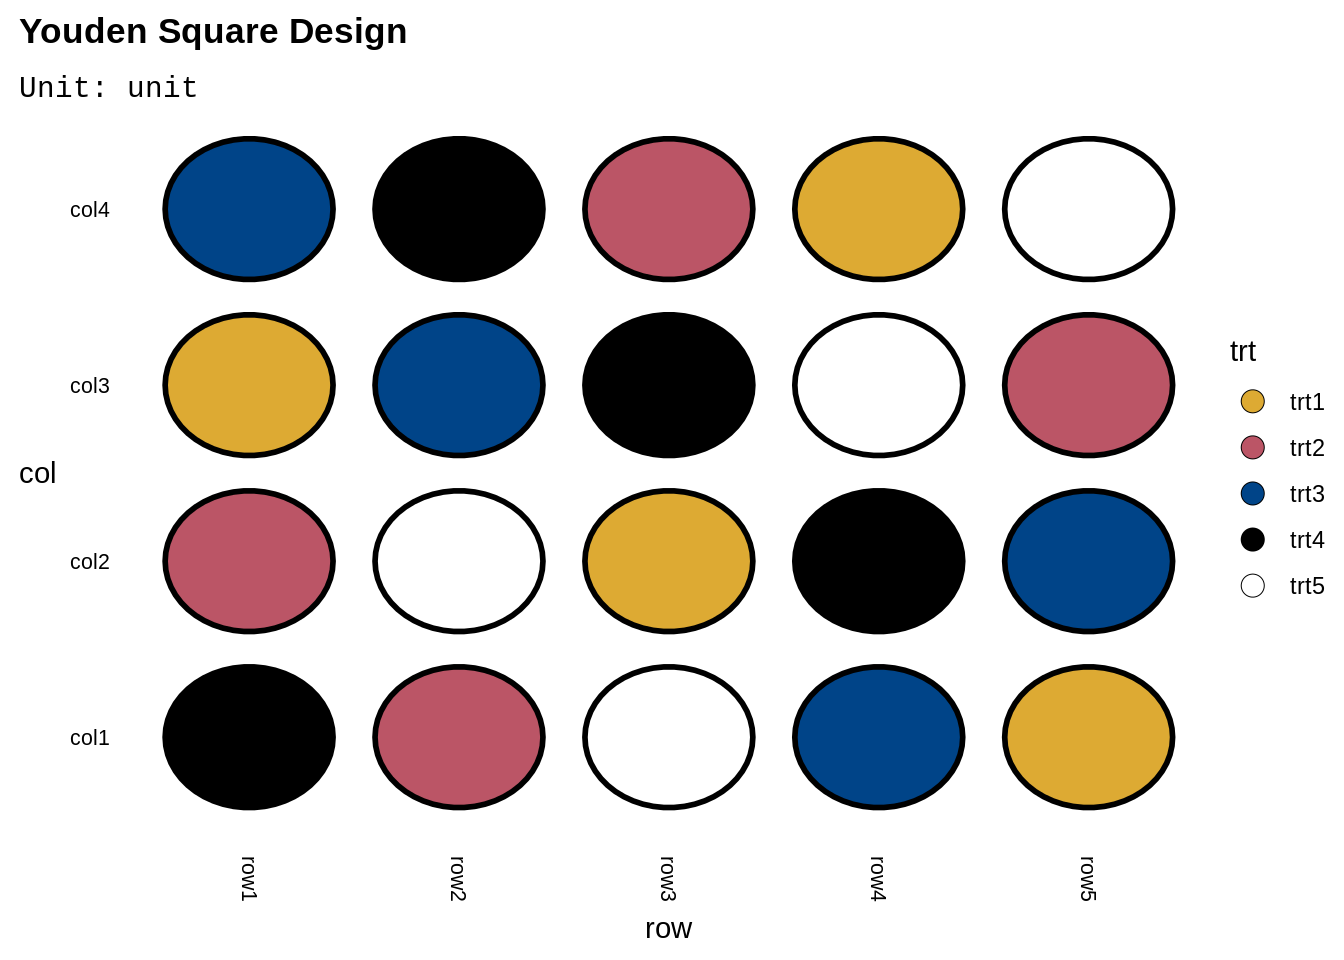 Youden Square Design
Unit: unit
col4
col3
col2
col1
col
row1
row2
row3
row4
row5
row
trt
trt1
trt2
trt3
trt4
trt5